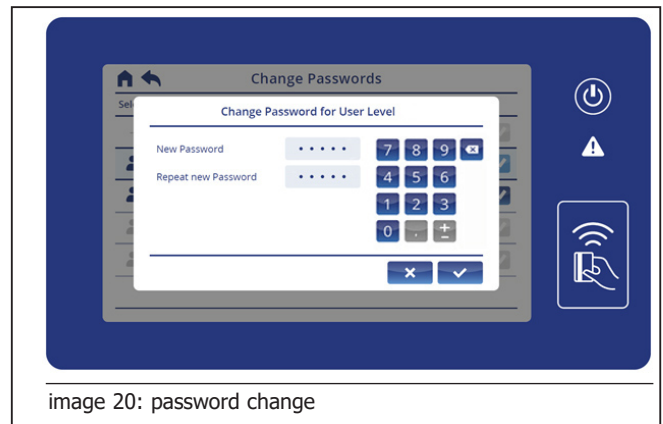 Change Passwords
Sel
Change Password for User Level
New Password
7 8 9
Repeat new Password
4 5 6
1 2 3
0 . ±
image 20: password change